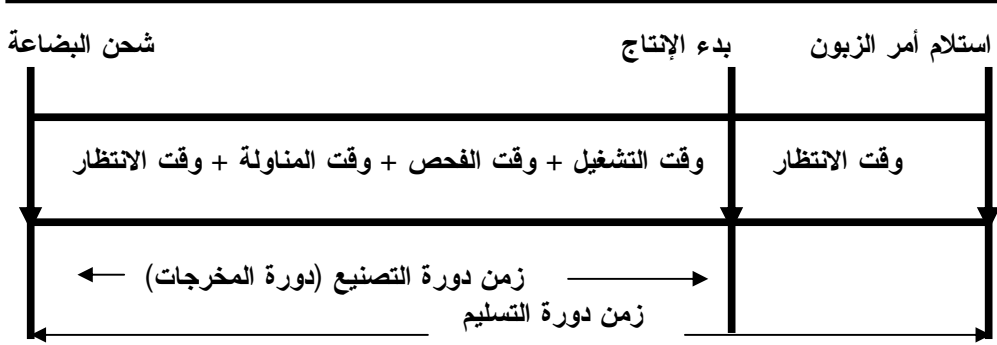 استلام أمر الزبون بدء الإنتاج شحن البضاعة
وقت الانتظار وقت التشغيل + وقت الفحص + وقت المناولة + وقت الانتظار
زمن دورة التصنيع (دورة المخرجات)
زمن دورة التسليم